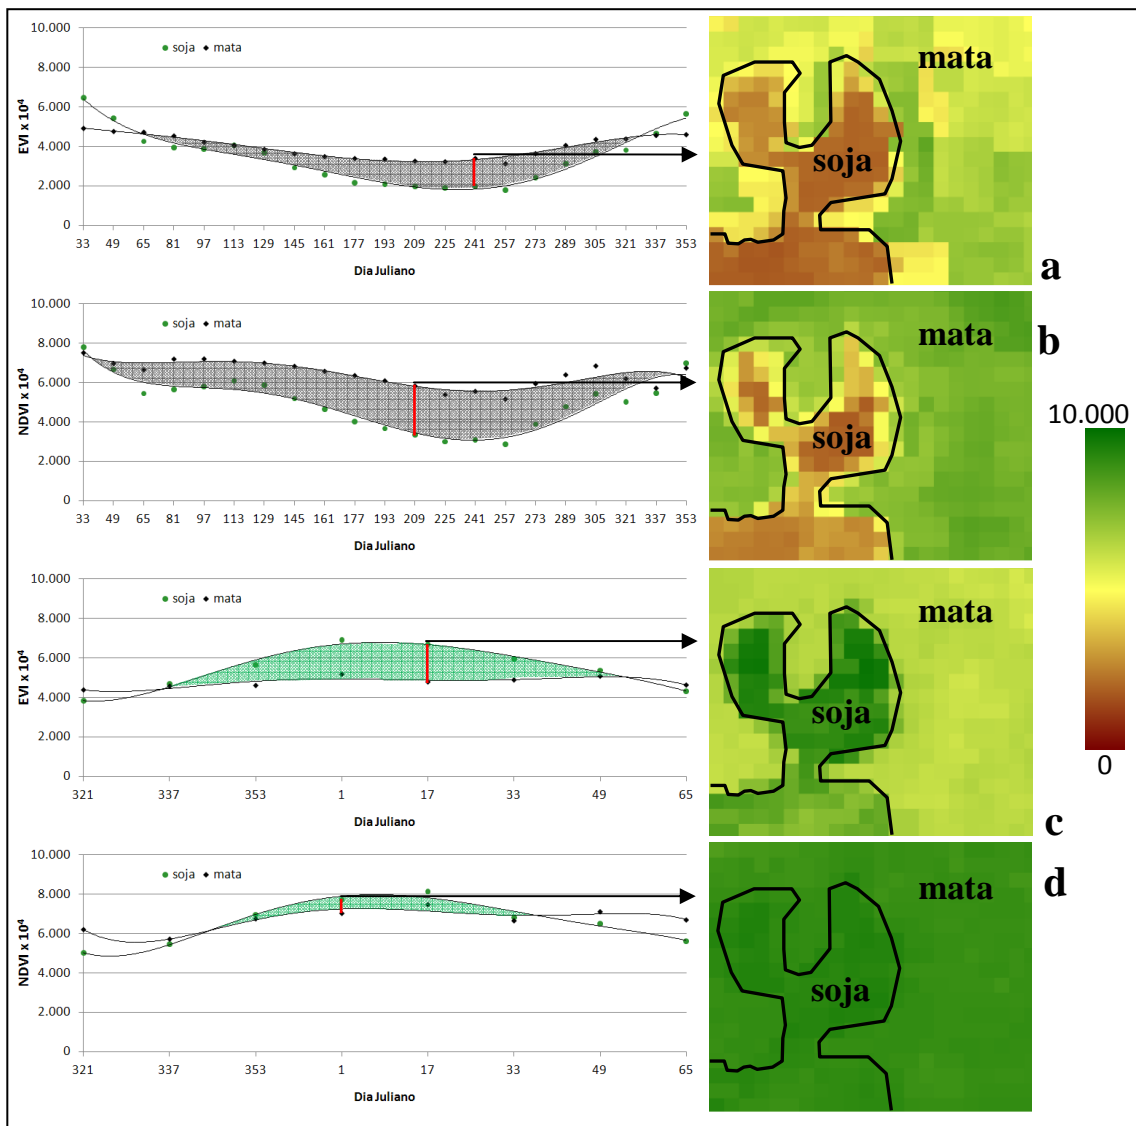 10.000
8.000
6.000
4.000
2.000
0
EVI x 10⁴
soja mata
33 49 65 81 97 113 129 145 161 177 193 209 225 241 257 273 289 305 321 337 353
Dia Juliano
mata
soja
a
10.000
8.000
6.000
4.000
2.000
0
NDVI x 10⁴
soja mata
33 49 65 81 97 113 129 145 161 177 193 209 225 241 257 273 289 305 321 337 353
Dia Juliano
mata
soja
b
10.000
0
10.000
8.000
6.000
4.000
2.000
0
EVI x 10⁴
soja mata
321 337 353 1 17 33 49 65
Dia Juliano
mata
soja
c
10.000
8.000
6.000
4.000
2.000
0
NDVI x 10⁴
soja mata
321 337 353 1 17 33 49 65
Dia Juliano
mata
soja
d